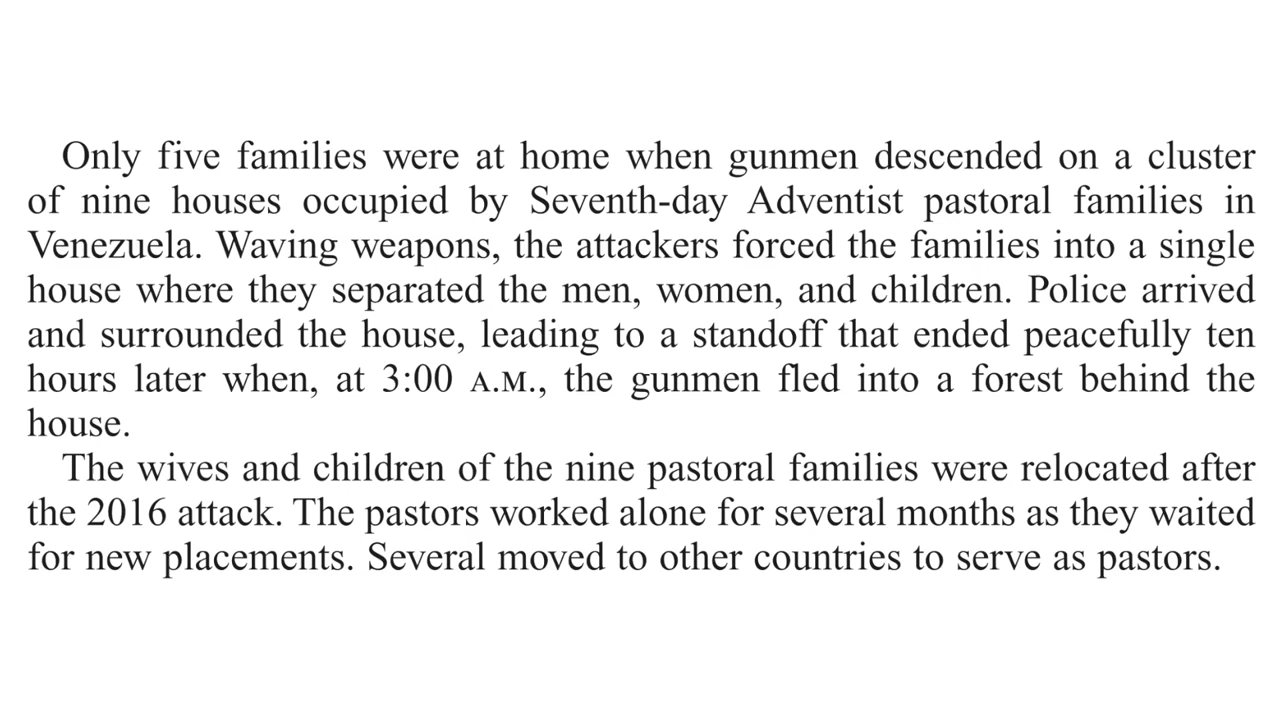 Only five families were at home when gunmen descended on a cluster
of nine houses occupied by Seventh-day Adventist pastoral families in
Venezuela. Waving weapons, the attackers forced the families into a single
house where they separated the men, women, and children. Police arrived
and surrounded the house, leading to a standoff that ended peacefully ten
hours later when, at 3:00 A.M., the gunmen fled into a forest behind the
house.
The wives and children of the nine pastoral families were relocated after
the 2016 attack. The pastors worked alone for several months as they waited
for new placements. Several moved to other countries to serve as pastors.